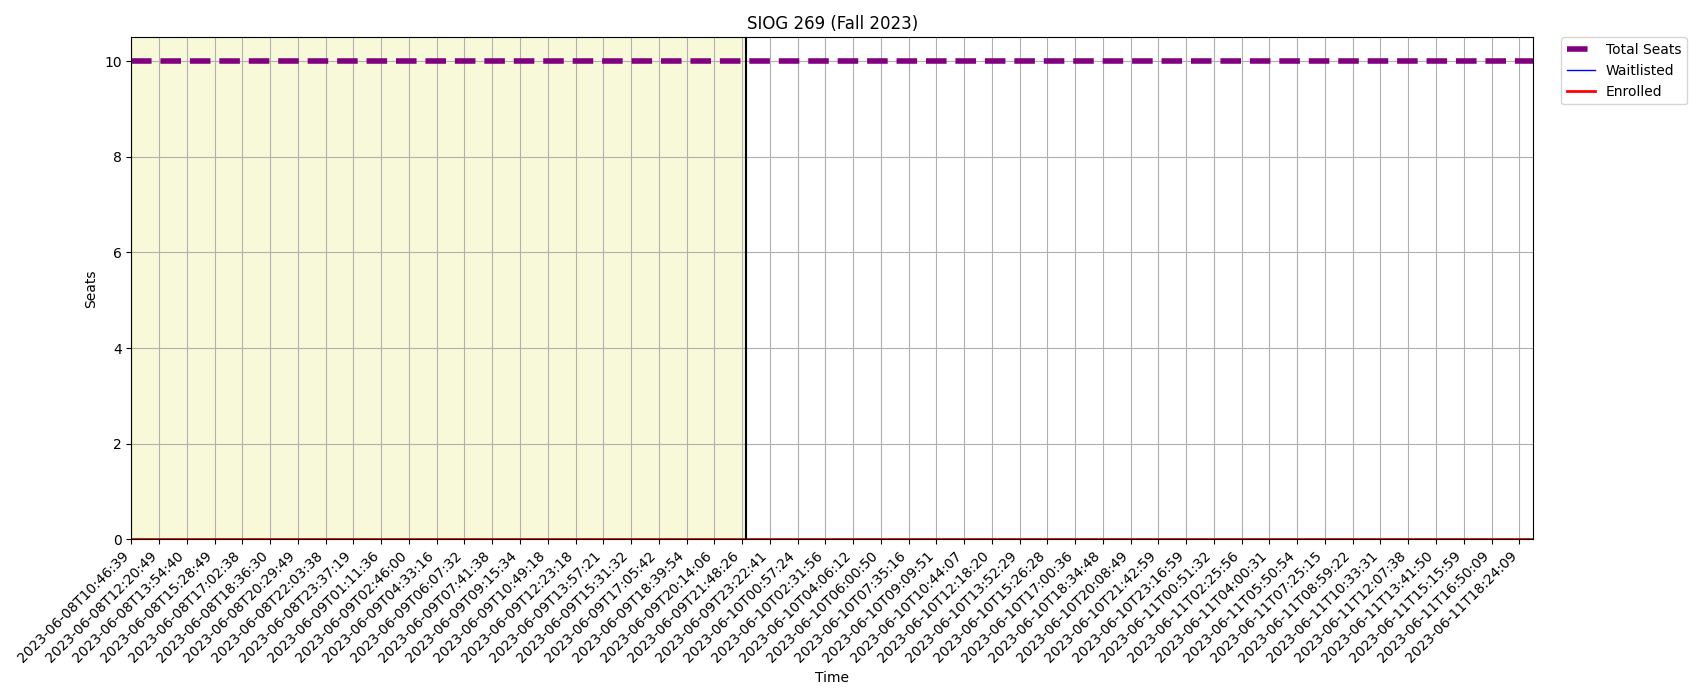 SIOG 269 (Fall 2023)
Total Seats
Waitlisted
Enrolled
10
8
6
4
2
0
Seats
2023-06-08T10:46:39
2023-06-08T12:20:49
2023-06-08T13:54:40
2023-06-08T15:28:49
2023-06-08T17:02:38
2023-06-08T18:36:30
2023-06-08T20:29:49
2023-06-08T22:03:38
2023-06-08T23:37:19
2023-06-09T01:11:36
2023-06-09T02:46:00
2023-06-09T04:33:16
2023-06-09T06:07:32
2023-06-09T07:41:38
2023-06-09T09:15:34
2023-06-09T10:49:18
2023-06-09T12:23:18
2023-06-09T13:57:21
2023-06-09T15:31:32
2023-06-09T17:05:42
2023-06-09T18:39:54
2023-06-09T20:14:06
2023-06-09T21:48:26
2023-06-09T23:22:41
2023-06-10T00:57:24
2023-06-10T02:31:56
2023-06-10T04:06:12
2023-06-10T06:00:50
2023-06-10T07:35:16
2023-06-10T09:09:51
2023-06-10T10:44:07
2023-06-10T12:18:20
2023-06-10T13:52:29
2023-06-10T15:26:28
2023-06-10T17:00:36
2023-06-10T18:34:48
2023-06-10T20:08:49
2023-06-10T21:42:59
2023-06-10T23:16:59
2023-06-11T00:51:32
2023-06-11T02:25:56
2023-06-11T04:00:31
2023-06-11T05:50:54
2023-06-11T07:25:15
2023-06-11T08:59:22
2023-06-11T10:33:31
2023-06-11T12:07:38
2023-06-11T13:41:50
2023-06-11T15:15:59
2023-06-11T16:50:09
2023-06-11T18:24:09
Time